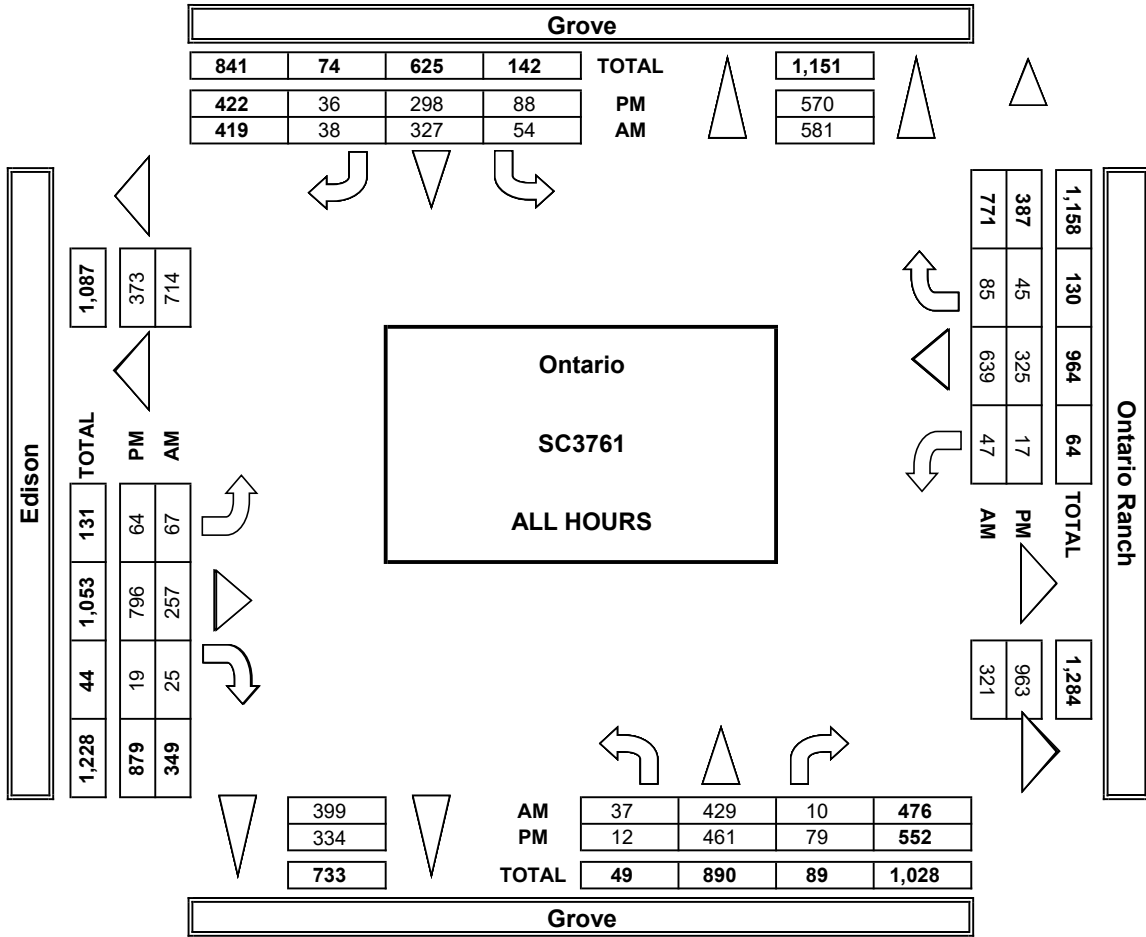 Grove
841 74 625 142 TOTAL 1,151
422 36 298 88 PM 570
419 38 327 54 AM 581
Edison
1,087
373
714
TOTAL
PM
AM
131 1,053 44 1,228
64 796 19 879
67 257 25 349
Ontario
SC3761
ALL HOURS
1,158 130 964 64 TOTAL 1,284
387 45 325 17 PM 963
771 85 639 47 AM 321
Ontario Ranch
399 AM 37 429 10 476
334 PM 12 461 79 552
733 TOTAL 49 890 89 1,028
Grove